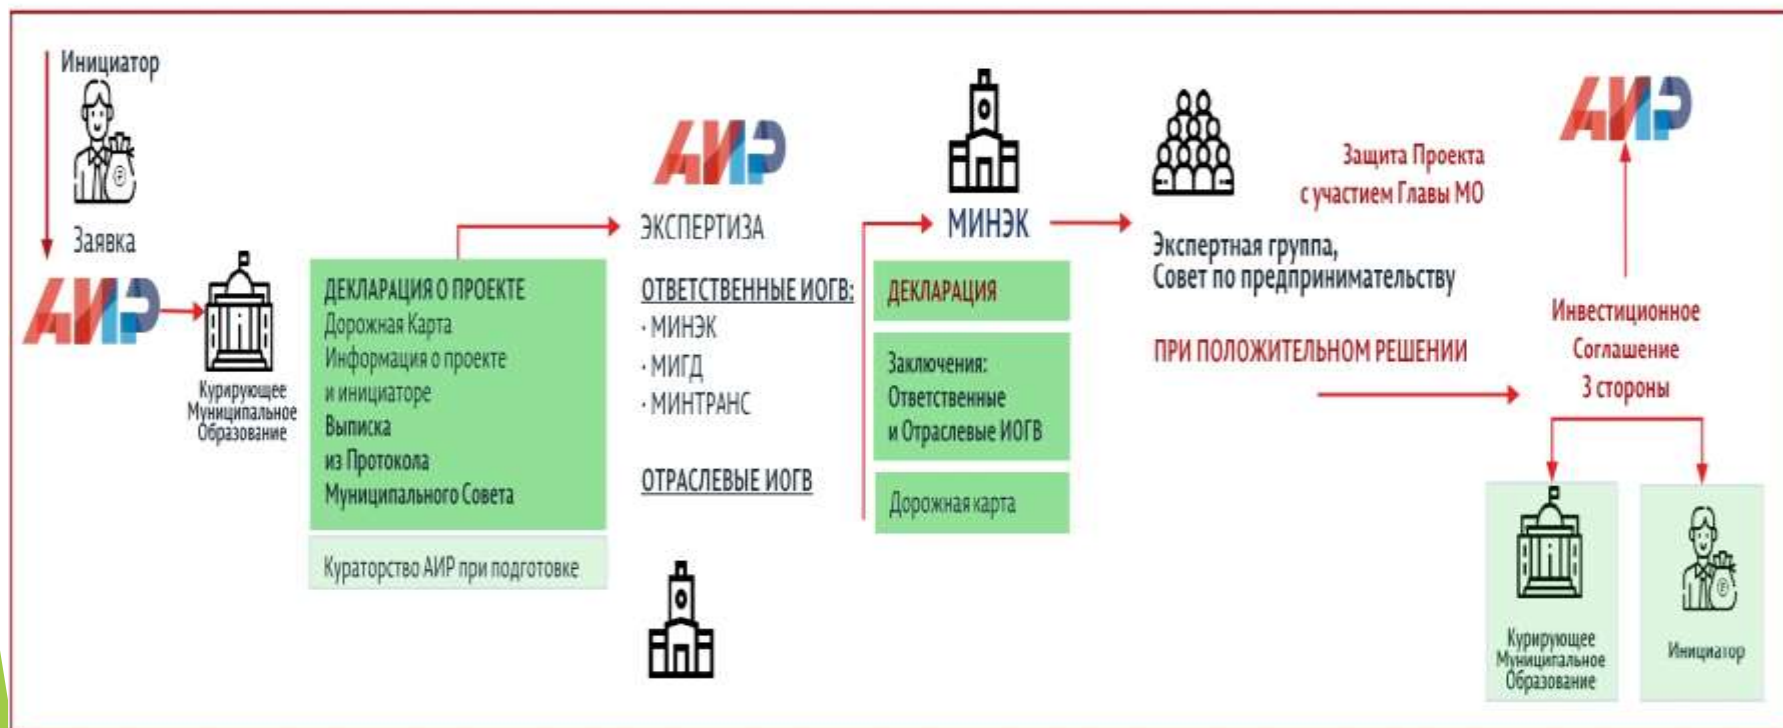 Инициатор
Заявка
АИР
Курирующее
Муниципальное
Образование
ДЕКЛАРАЦИЯ О ПРОЕКТЕ
Дорожная Карта
Информация о проекте
и инициаторе
Выписка
из Протокола
Муниципального Совета
Кураторство АИР при подготовке
АИР
ЭКСПЕРТИЗА
ОТВЕТСТВЕННЫЕ ИОГВ:
· МИНЭК
· МИГД
· МИНТРАНС
ОТРАСЛЕВЫЕ ИОГВ
МИНЭК
ДЕКЛАРАЦИЯ
Заключения:
Ответственные
и Отраслевые ИОГВ
Дорожная карта
Защита Проекта
с участием Главы МО
Экспертная группа,
Совет по предпринимательству
ПРИ ПОЛОЖИТЕЛЬНОМ РЕШЕНИИ
АИР
Инвестиционное
Соглашение
3 стороны
Курирующее
Муниципальное
Образование
Инициатор